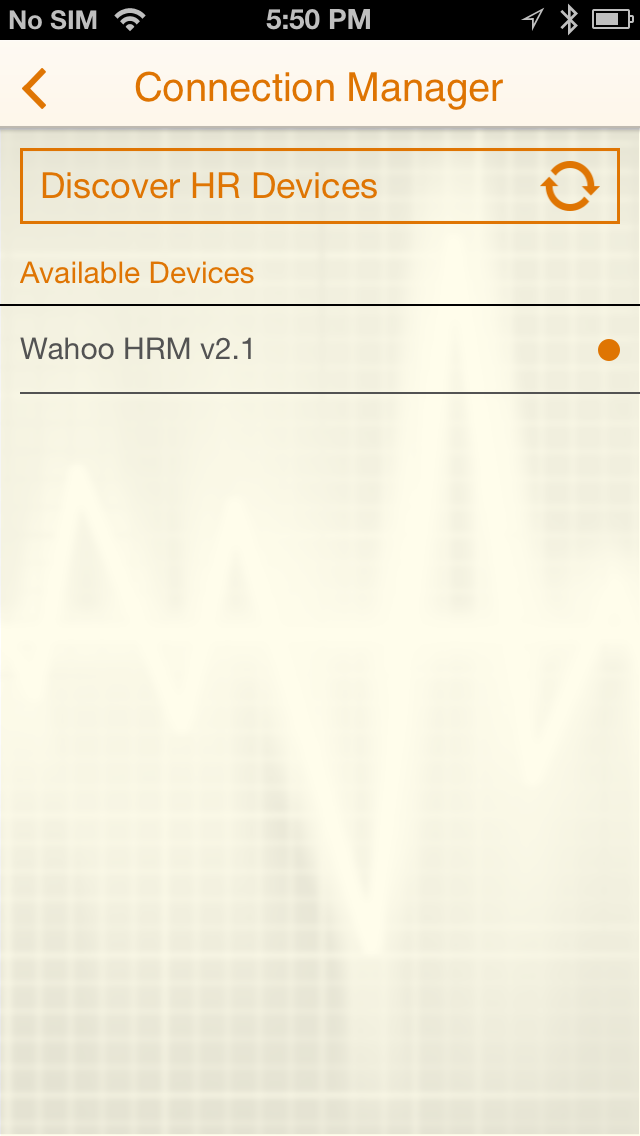 No SIM 5:50 PM
Connection Manager
Discover HR Devices
Available Devices
Wahoo HRM v2.1